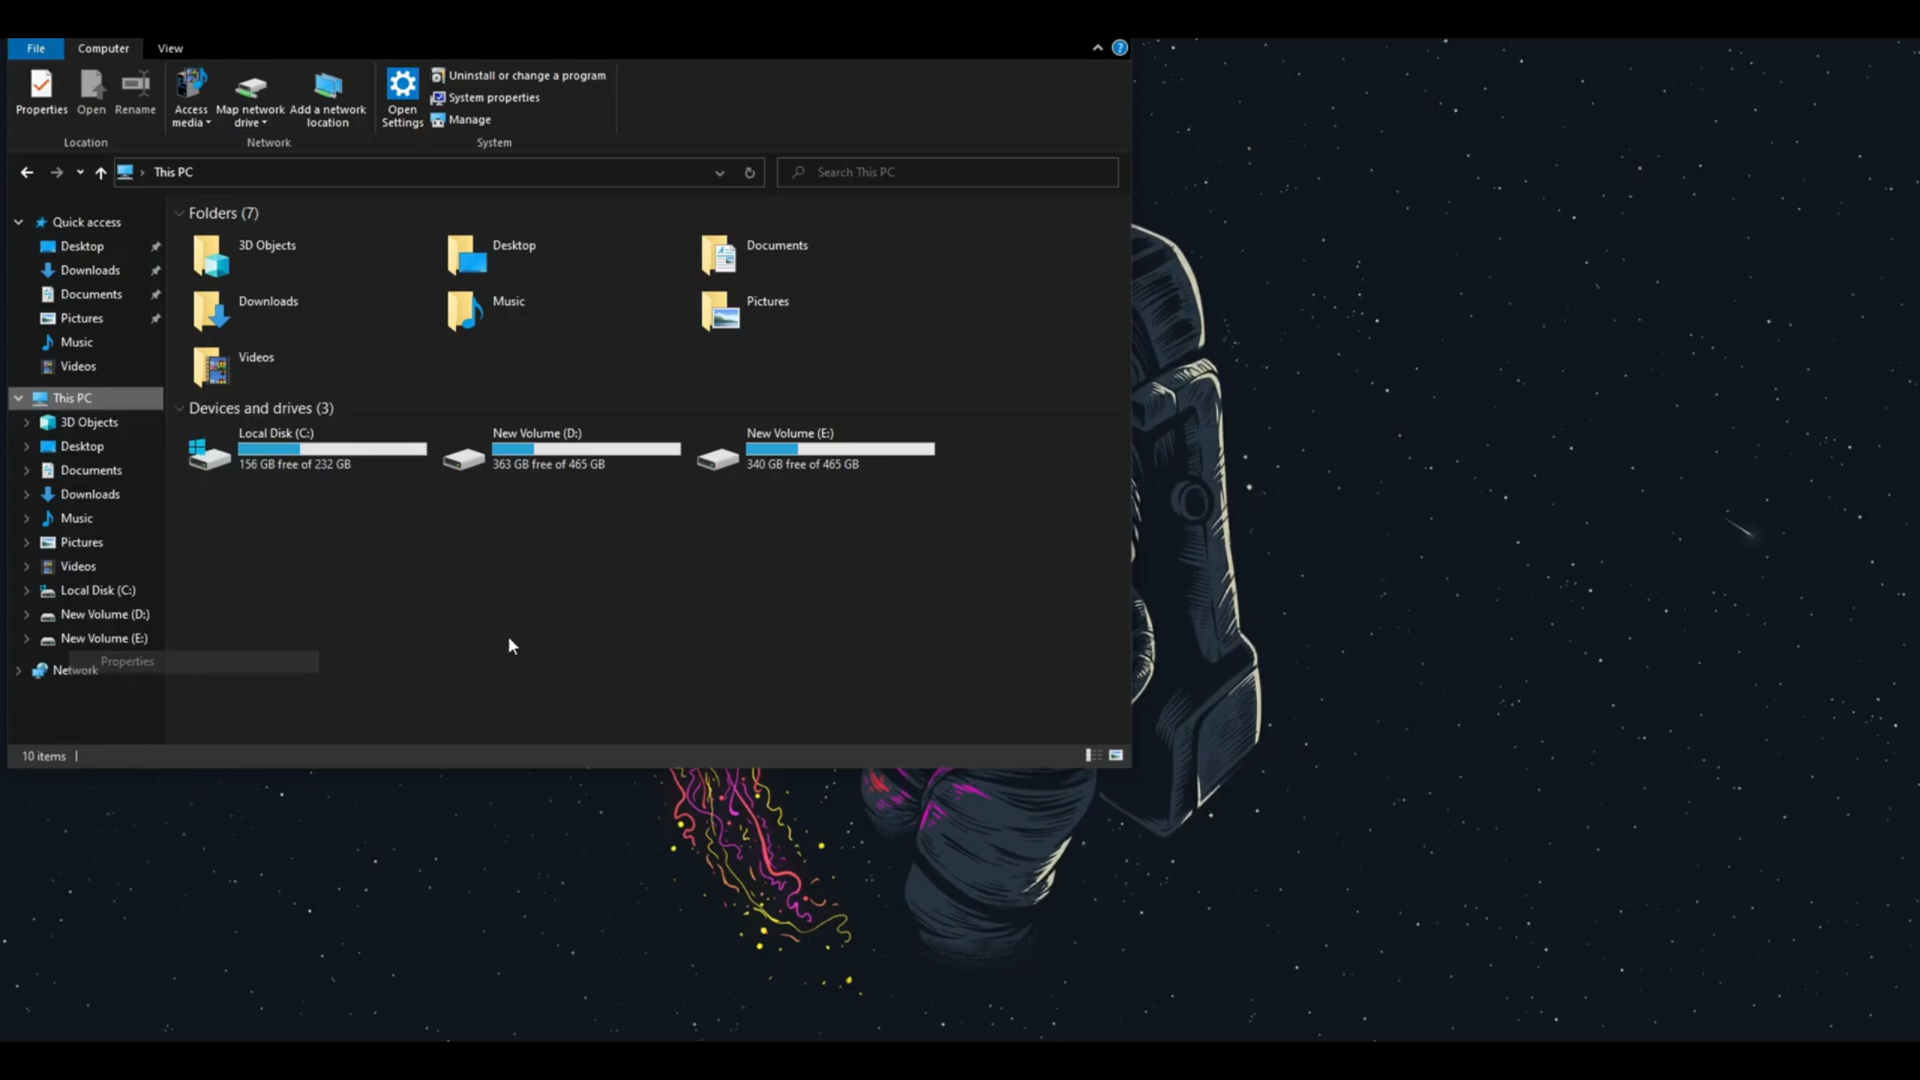 File Computer View
Properties Open Rename Access media Map network drive Add a network location Open Settings Uninstall or change a program
System properties
Manage
Location Network System
This PC Search This PC
Quick access
Desktop
Downloads
Documents
Pictures
Music
Videos
This PC
3D Objects
Desktop
Documents
Downloads
Music
Pictures
Videos
Local Disk (C:)
New Volume (D:)
New Volume (E:)
Properties
Network
Folders (7)
3D Objects Desktop Documents
Downloads Music Pictures
Videos
Devices and drives (3)
Local Disk (C:) New Volume (D:) New Volume (E:)
156 GB free of 232 GB 363 GB free of 465 GB 340 GB free of 465 GB
10 items